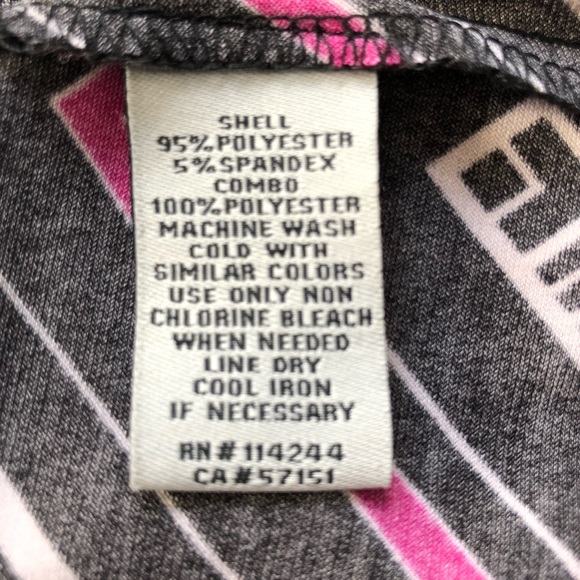 SHELL
95% POLYESTER
5% SPANDEX
COMBO
100% POLYESTER
MACHINE WASH
COLD WITH
SIMILAR COLORS
USE ONLY NON
CHLORINE BLEACH
WHEN NEEDED
LINE DRY
COOL IRON
IF NECESSARY
RN# 114244
CA #57151